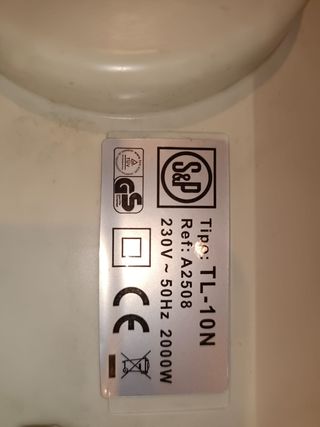 S&P
Tipo: TL-10N
Ref: A2508
230V ~ 50Hz 2000W
GS
CE